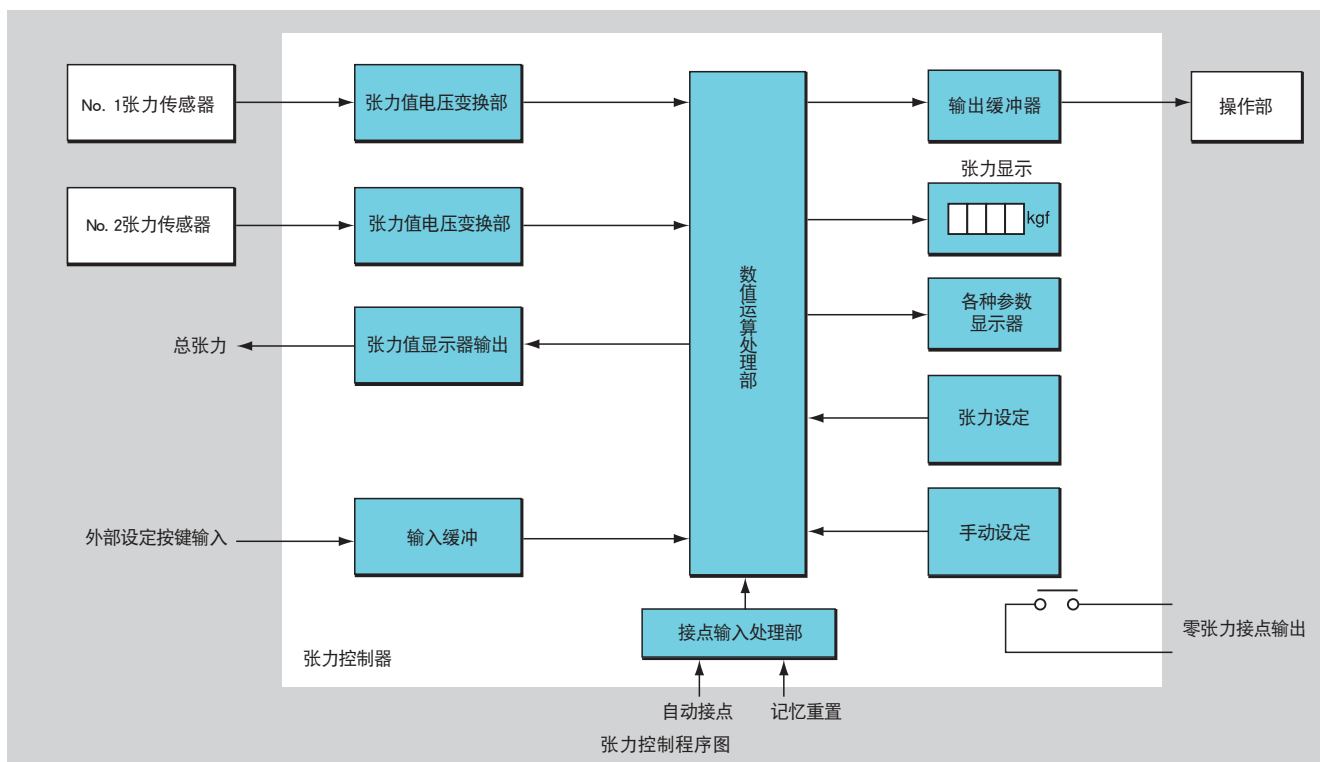 No. 1张力传感器
张力值电压变换部
输出缓冲器
操作部
张力显示
kgf
No. 2张力传感器
张力值电压变换部
数值运算处理部
各种参数
显示器
总张力
张力值显示器输出
张力设定
外部设定按键输入
输入缓冲
手动设定
接点输入处理部
零张力接点输出
张力控制器
自动接点
记忆重置
张力控制程序图